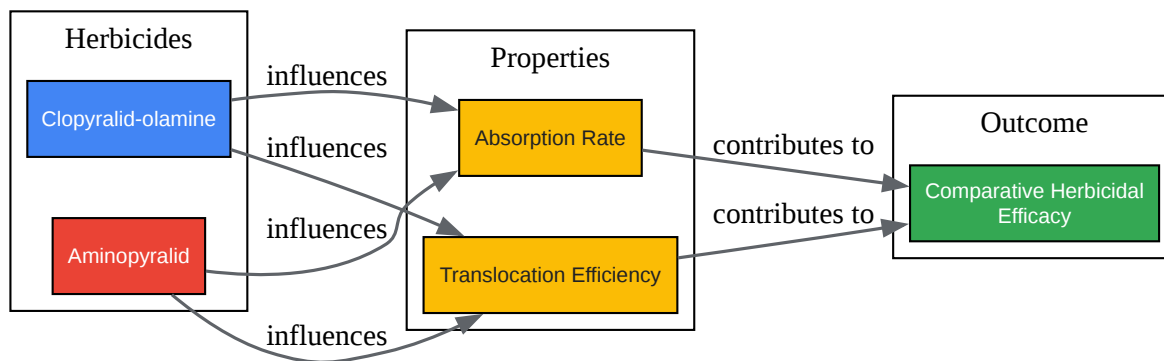 Herbicides
Clopyralid-olamine
Aminopyralid
influences
influences
influences
influences
Properties
Absorption Rate
Translocation Efficiency
contributes to
contributes to
Outcome
Comparative Herbicidal
Efficacy